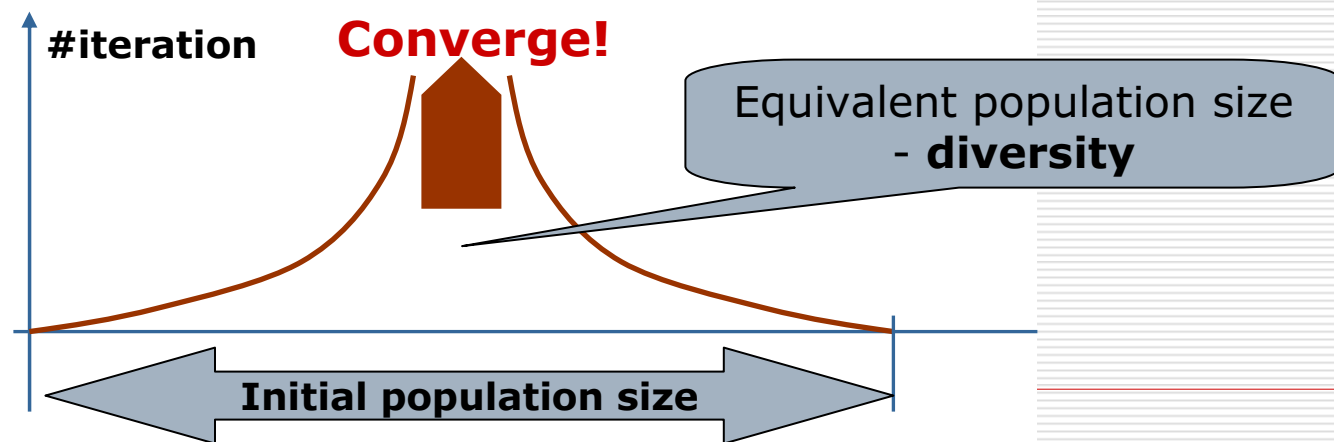 #iteration
Converge!
Equivalent population size
- diversity
Initial population size